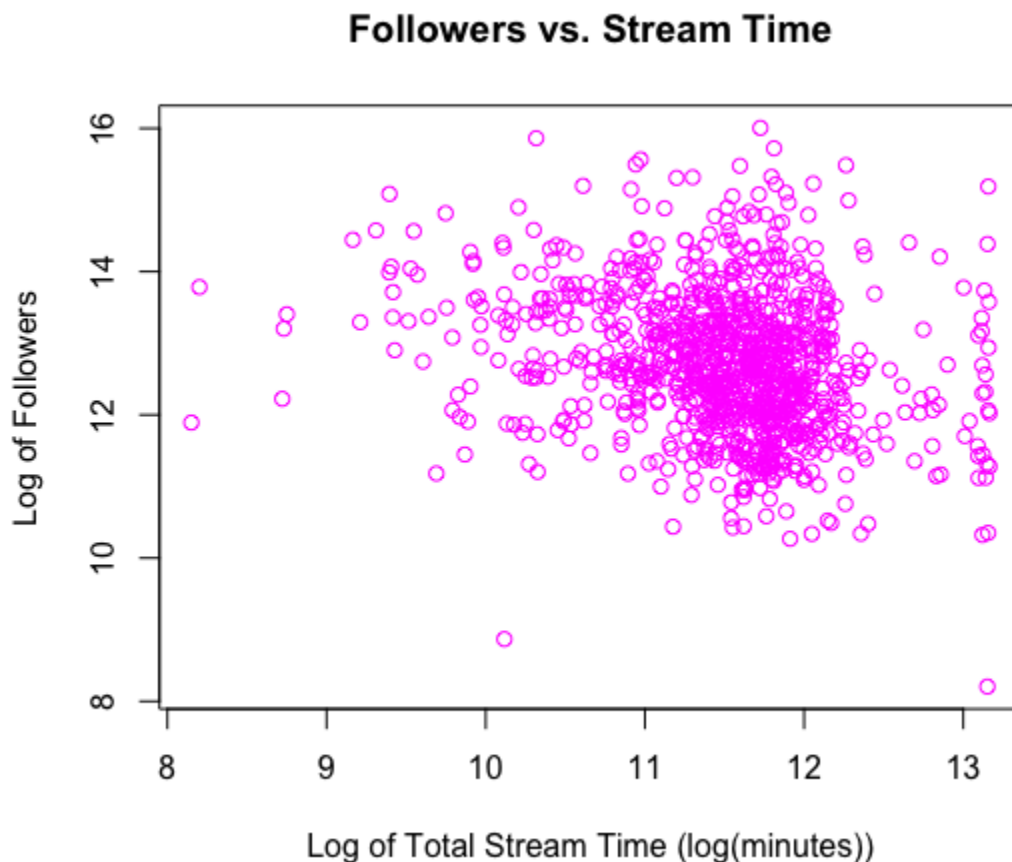 Followers vs. Stream Time
16
14
12
10
8
Log of Followers
8 9 10 11 12 13
Log of Total Stream Time (log(minutes))